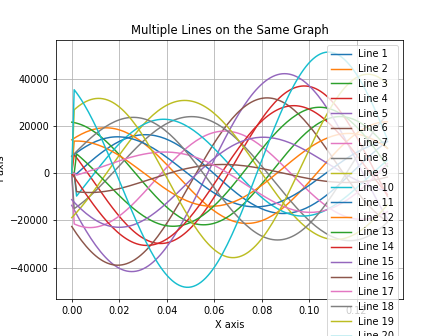 Multiple Lines on the Same Graph
40000
20000
0
−20000
−40000
0.00 0.02 0.04 0.06 0.08 0.10
X axis
axis
Line 1
Line 2
Line 3
Line 4
Line 5
Line 6
Line 7
Line 8
Line 9
Line 10
Line 11
Line 12
Line 13
Line 14
Line 15
Line 16
Line 17
Line 18
Line 19
Line 20